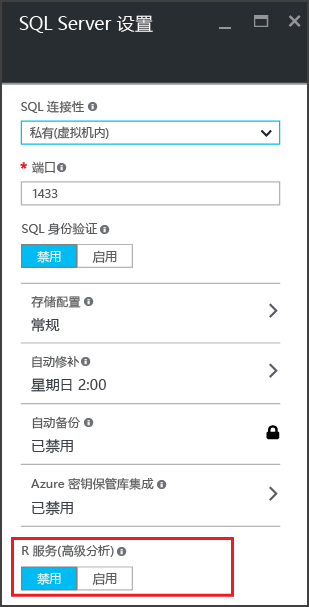 SQL Server 设置
SQL 连接性
私有(虚拟机内)
* 端口
1433
SQL 身份验证
禁用 启用
存储配置
常规
自动修补
星期日 2:00
自动备份
已禁用
Azure 密钥保管库集成
已禁用
R 服务(高级分析)
禁用 启用